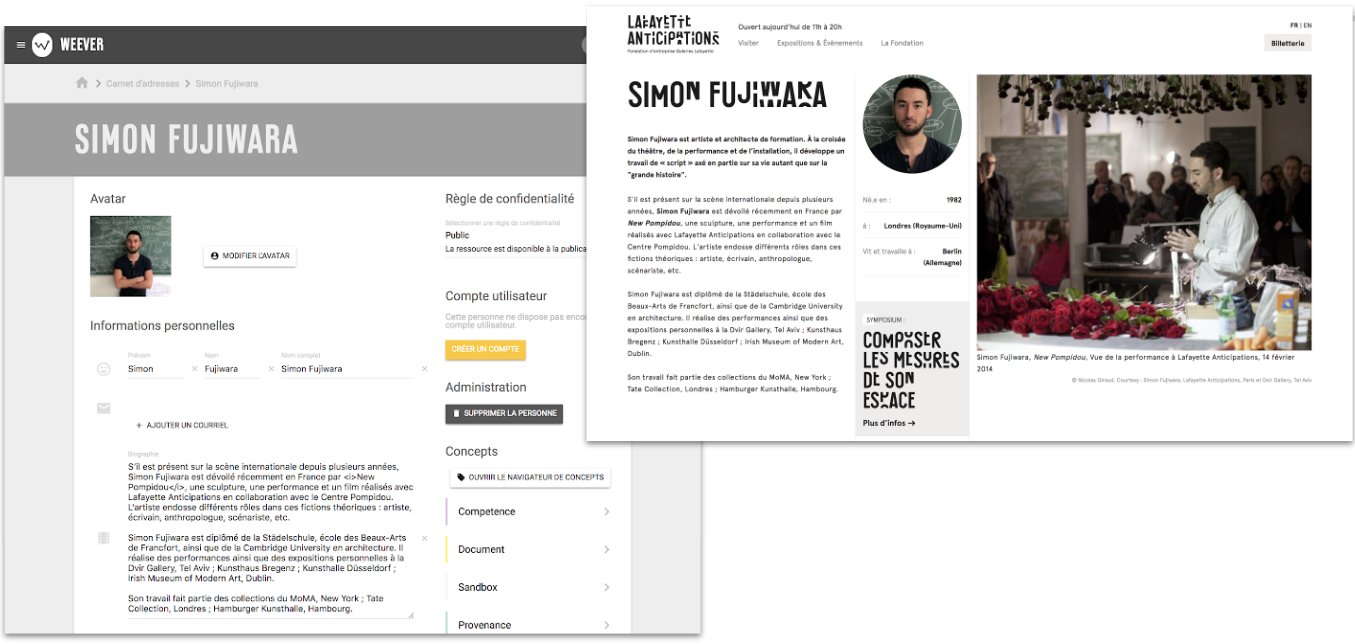 WEEVER
Carnet d'adresses
Simon Fujiwara
SIMON FUJIWARA
Avatar
MODIFIER L'AVATAR
Informations personnelles
Prénom
Nom
Nom complet
Simon
Fujiwara
Simon Fujiwara
+ AJOUTER UN COURRIEL
Biographie
S'il est présent sur la scène internationale depuis plusieurs années,
Simon Fujiwara est dévoilé récemment en France par <i>New
Pompidou</i>, une sculpture, une performance et un film réalisés avec
Lafayette Anticipations en collaboration avec le Centre Pompidou.
L'artiste endosse différents rôles dans ces fictions théoriques : artiste,
écrivain, anthropologue, scénariste, etc.
Simon Fujiwara est diplômé de la Städelschule, école des Beaux-Arts
de Francfort, ainsi que de la Cambridge University en architecture. Il
réalise des performances ainsi que des expositions personnelles à la
Dvir Gallery, Tel Aviv ; Kunsthaus Bregenz ; Kunsthalle Düsseldorf ;
Irish Museum of Modern Art, Dublin.
Son travail fait partie des collections du MoMA, New York ; Tate
Collection, Londres ; Hamburger Kunsthalle, Hambourg.
Règle de confidentialité
Sélectionner une règle de confidentialité
Public
La ressource est disponible à la publica
Compte utilisateur
Cette personne ne dispose pas enco
compte utilisateur.
CRÉER UN COMPTE
Administration
SUPPRIMER LA PERSONNE
Concepts
OUVRIR LE NAVIGATEUR DE CONCEPTS
Competence
Document
Sandbox
Provenance
LAFAYETTE
ANTICIPATIONS
Fondation d'entreprise Galeries Lafayette
Ouvert aujourd'hui de 11h à 20h
Visiter
Expositions & Évènements
La Fondation
FR | EN
Billetterie
SIMON FUJIWARA
Simon Fujiwara est artiste et architecte de formation. À la croisée
du théâtre, de la performance et de l'installation, il développe un
travail de « script » axé en partie sur sa vie autant que sur la
"grande histoire".
S'il est présent sur la scène internationale depuis plusieurs
années, Simon Fujiwara est dévoilé récemment en France par
New Pompidou, une sculpture, une performance et un film
réalisés avec Lafayette Anticipations en collaboration avec le
Centre Pompidou. L'artiste endosse différents rôles dans ces
fictions théoriques : artiste, écrivain, anthropologue,
scénariste, etc.
Simon Fujiwara est diplômé de la Städelschule, école des
Beaux-Arts de Francfort, ainsi que de la Cambridge University
en architecture. Il réalise des performances ainsi que des
expositions personnelles à la Dvir Gallery, Tel Aviv ; Kunsthaus
Bregenz ; Kunsthalle Düsseldorf ; Irish Museum of Modern Art,
Dublin.
Son travail fait partie des collections du MoMA, New York ;
Tate Collection, Londres ; Hamburger Kunsthalle, Hambourg.
Né.e en :
1982
à :
Londres (Royaume-Uni)
Vit et travaille à :
Berlin
(Allemagne)
SYMPOSIUM :
COMPOSER
LES MESURES
DE SON
ESPACE
Plus d'infos →
Simon Fujiwara, New Pompidou, Vue de la performance à Lafayette Anticipations, 14 février
2014
© Nicolas Giraud. Courtesy : Simon Fujiwara, Lafayette Anticipations, Paris et Dvir Gallery, Tel Aviv